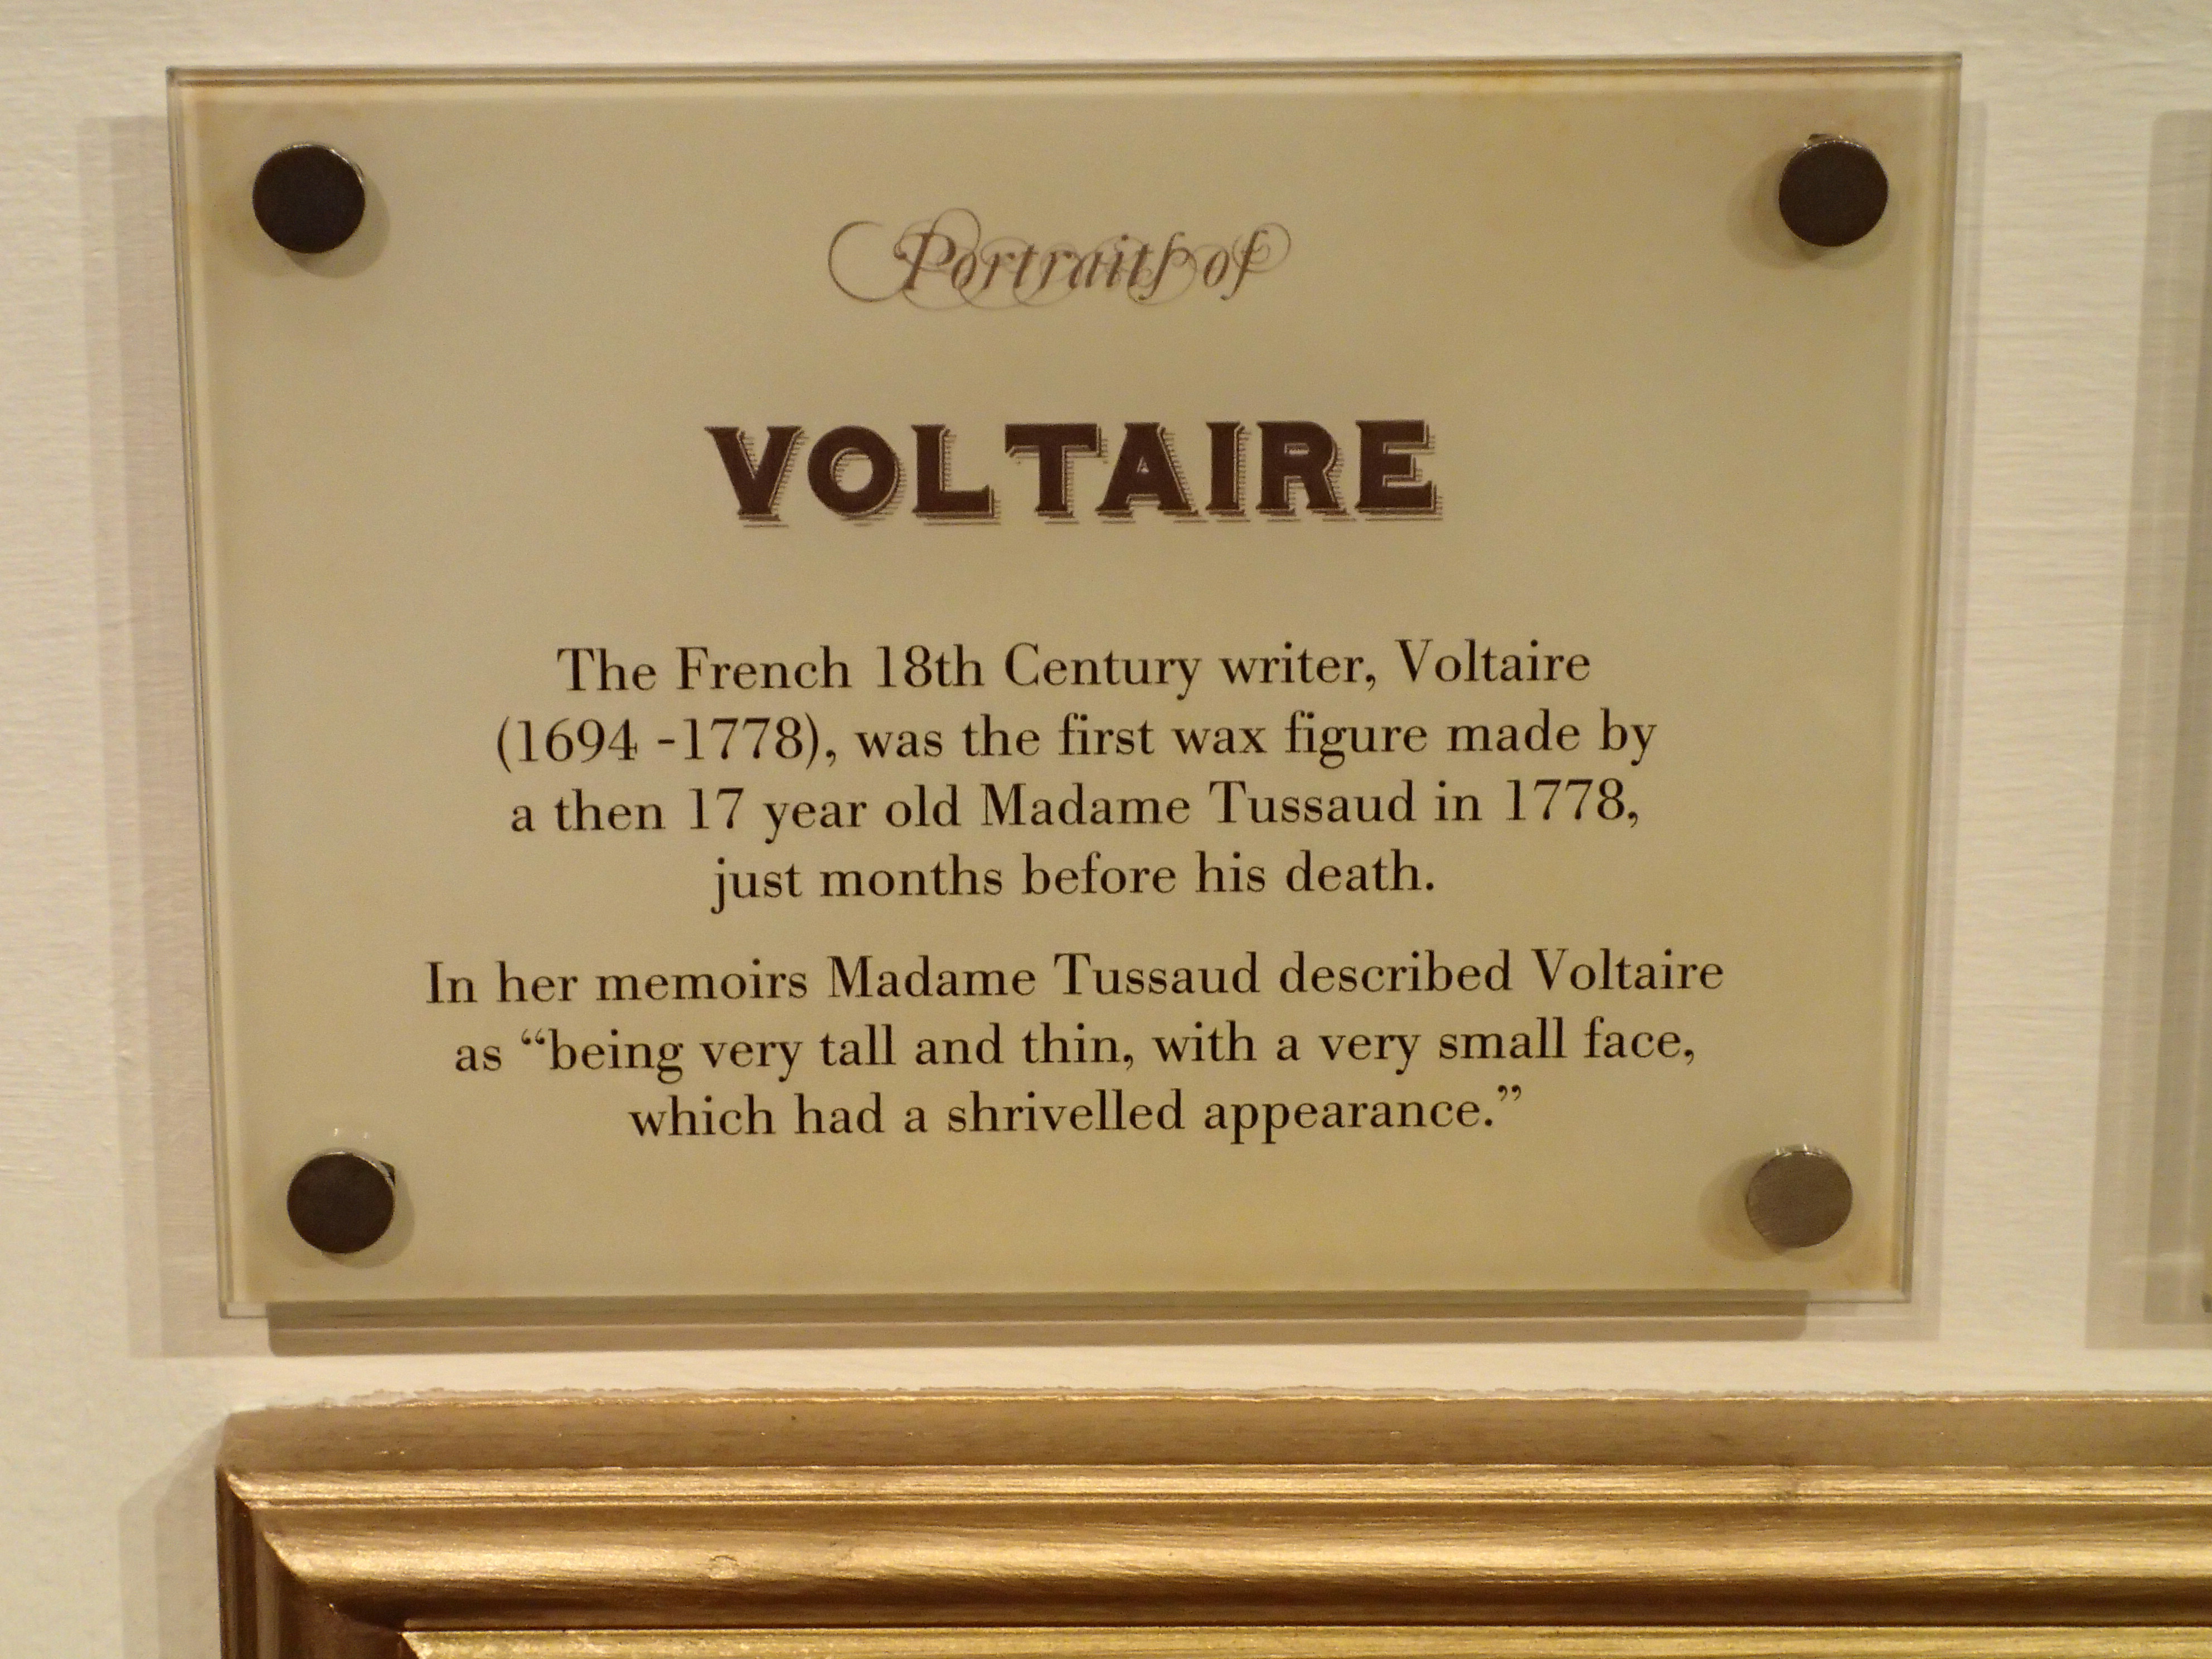 Portraits of
VOLTAIRE
The French 18th Century writer, Voltaire
(1694 -1778), was the first wax figure made by
a then 17 year old Madame Tussaud in 1778,
just months before his death.
In her memoirs Madame Tussaud described Voltaire
as “being very tall and thin, with a very small face,
which had a shrivelled appearance.”